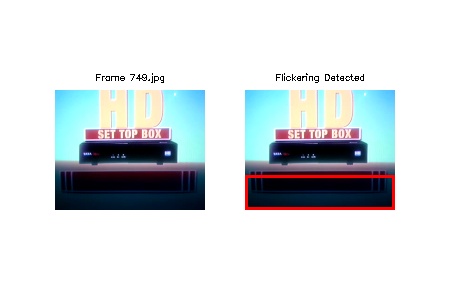 Frame 749.jpg
HD
SET TOP BOX
Flickering Detected
HD
SET TOP BOX